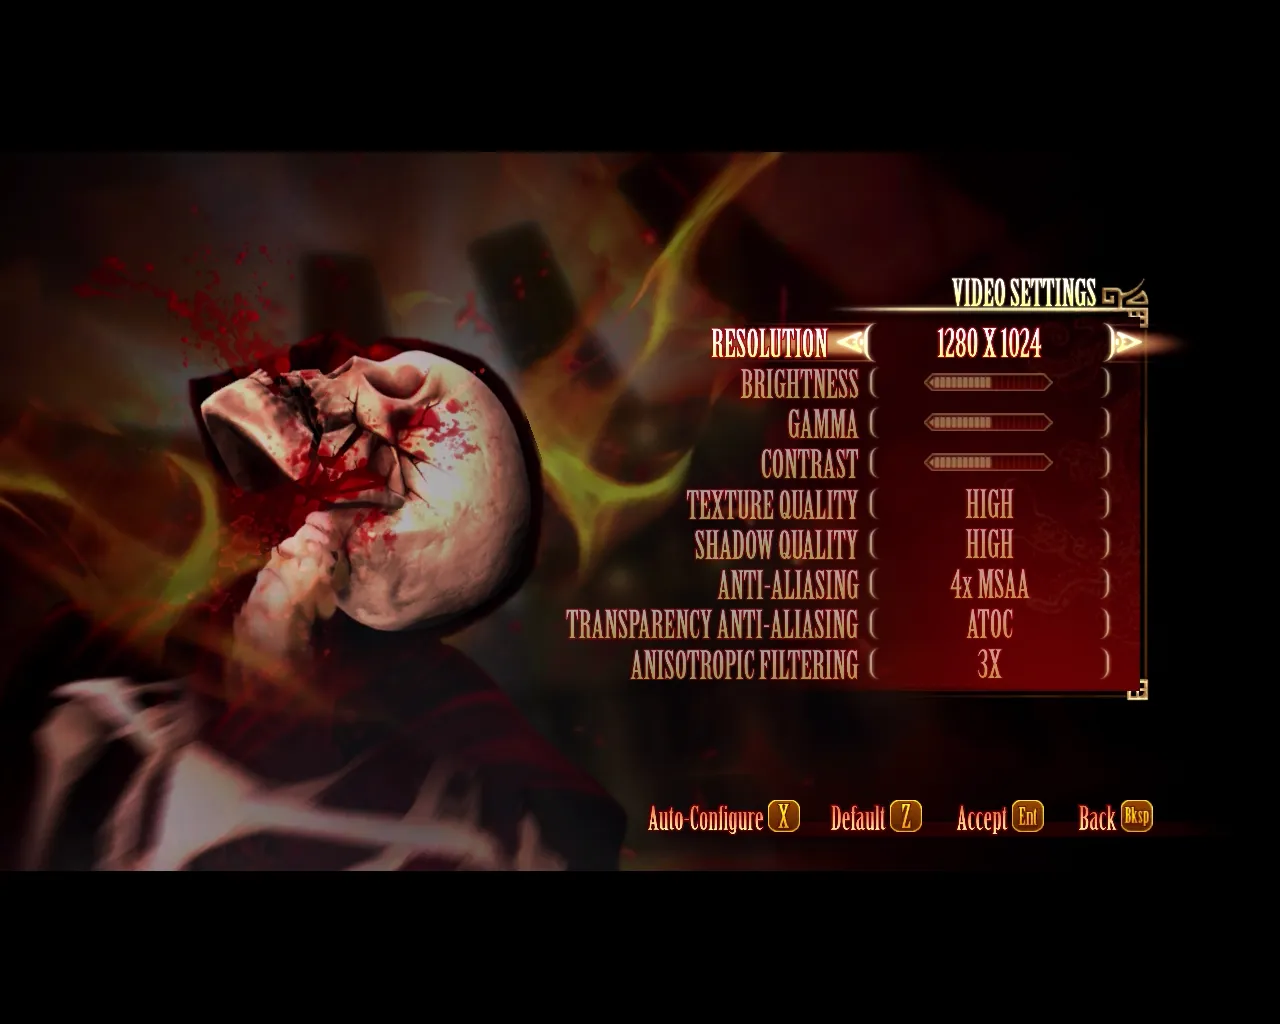 VIDEO SETTINGS
RESOLUTION 1280 X 1024
BRIGHTNESS
GAMMA
CONTRAST
TEXTURE QUALITY HIGH
SHADOW QUALITY HIGH
ANTI-ALIASING 4x MSAA
TRANSPARENCY ANTI-ALIASING ATOC
ANISOTROPIC FILTERING 3X
Auto-Configure X Default Z Accept Ent Back Bksp